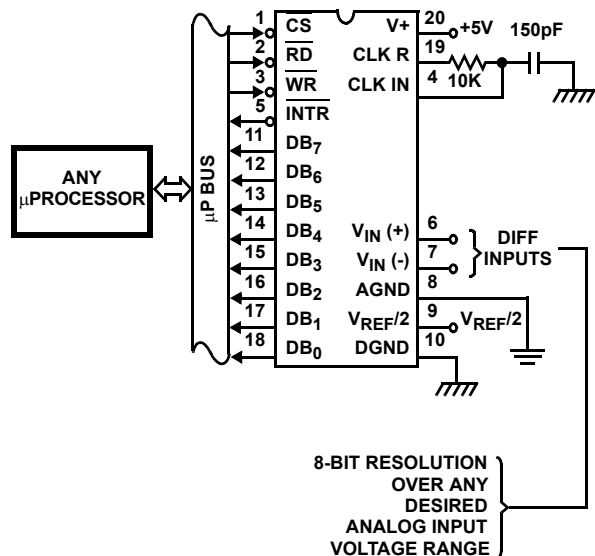 1 CS V+ 20 +5V 150pF
2 RD CLK R 19
3 WR CLK IN 4 10K
5 INTR
11 DB7
12 DB6
13 DB5
14 DB4 VIN (+) 6
15 DB3 VIN (-) 7
16 DB2 AGND 8
17 DB1 VREF/2 9 VREF/2
18 DB0 DGND 10
ANY
µPROCESSOR
µP BUS
DIFF
INPUTS
8-BIT RESOLUTION
OVER ANY
DESIRED
ANALOG INPUT
VOLTAGE RANGE